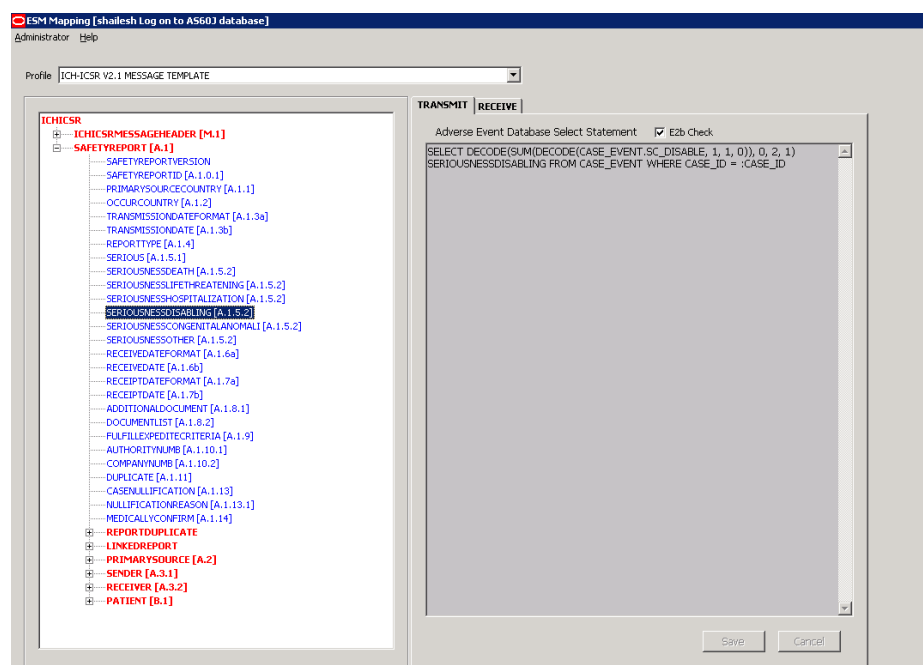 ESM Mapping [shailesh Log on to AS60J database]
Administrator Help
Profile ICH-ICSR V2.1 MESSAGE TEMPLATE
TRANSMIT RECEIVE
ICHICSR
ICHICSRMESSAGEHEADER [M.1]
SAFETYREPORT [A.1]
SAFETYREPORTVERSION
SAFETYREPORTID [A.1.0.1]
PRIMARYSOURCECOUNTRY [A.1.1]
OCCURCOUNTRY [A.1.2]
TRANSMISSIONDATEFORMAT [A.1.3a]
TRANSMISSIONDATE [A.1.3b]
REPORTTYPE [A.1.4]
SERIOUS [A.1.5.1]
SERIOUSNESSDEATH [A.1.5.2]
SERIOUSNESSLIFETHREATENING [A.1.5.2]
SERIOUSNESSHOSPITALIZATION [A.1.5.2]
SERIOUSNESSDISABLING [A.1.5.2]
SERIOUSNESSCONGENITALANOMALI [A.1.5.2]
SERIOUSNESSOTHER [A.1.5.2]
RECEIVEDATEFORMAT [A.1.6a]
RECEIVEDATE [A.1.6b]
RECEIPTDATEFORMAT [A.1.7a]
RECEIPTDATE [A.1.7b]
ADDITIONALDOCUMENT [A.1.8.1]
DOCUMENTLIST [A.1.8.2]
FULFILLEXPEDITECRITERIA [A.1.9]
AUTHORITYNUMB [A.1.10.1]
COMPANYNUMB [A.1.10.2]
DUPLICATE [A.1.11]
CASENULLIFICATION [A.1.13]
NULLIFICATIONREASON [A.1.13.1]
MEDICALLYCONFIRM [A.1.14]
REPORTDUPLICATE
LINKEDREPORT
PRIMARYSOURCE [A.2]
SENDER [A.3.1]
RECEIVER [A.3.2]
PATIENT [B.1]
Adverse Event Database Select Statement E2b Check
SELECT DECODE(SUM(DECODE(CASE_EVENT.SC_DISABLE, 1, 1, 0)), 0, 2, 1)
SERIOUSNESSDISABLING FROM CASE_EVENT WHERE CASE_ID = :CASE_ID
Save Cancel